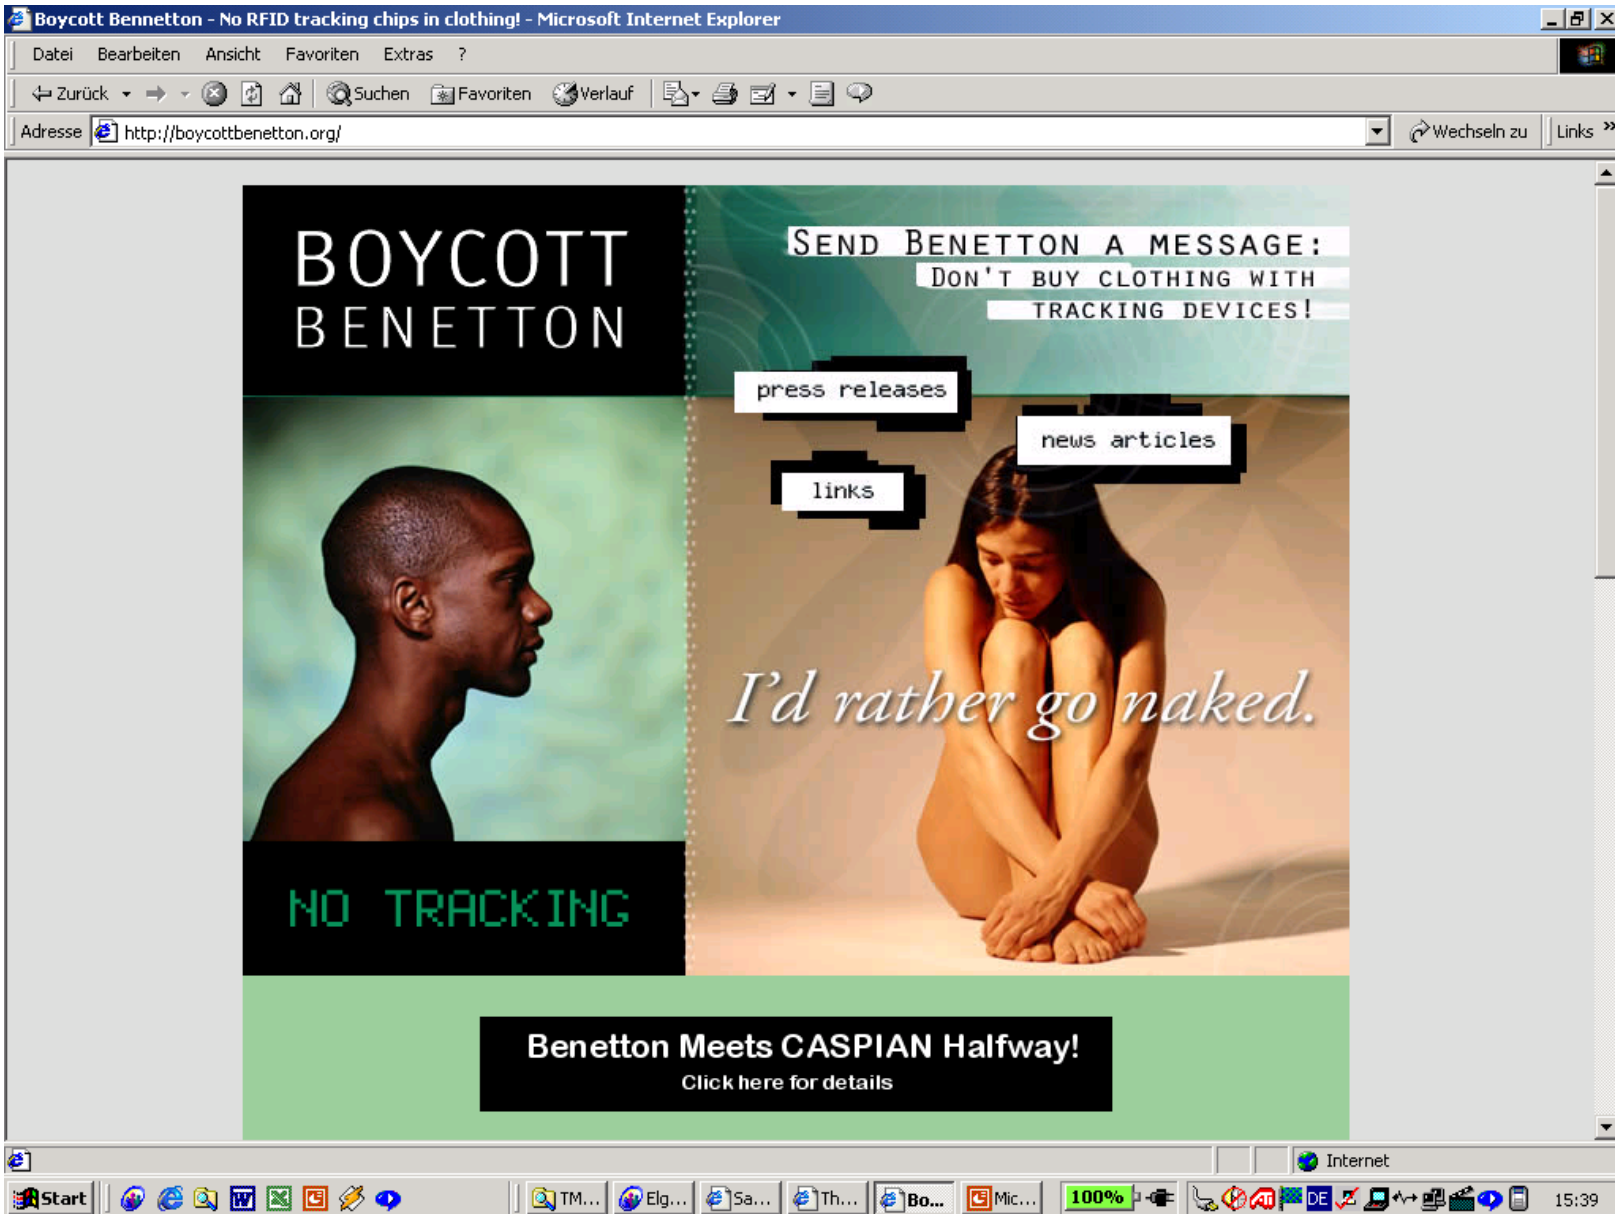 Boycott Bennetton - No RFID tracking chips in clothing! - Microsoft Internet Explorer
Datei Bearbeiten Ansicht Favoriten Extras ?
Zurück Suchen Favoriten Verlauf
Adresse http://boycottbenetton.org/ Wechseln zu Links »
BOYCOTT
BENETTON
SEND BENETTON A MESSAGE:
DON'T BUY CLOTHING WITH
TRACKING DEVICES!
press releases
news articles
links
I'd rather go naked.
NO TRACKING
Benetton Meets CASPIAN Halfway!
Click here for details
Internet
Start TM... Elg... Sa... Th... Bo... Mic... 100% DE 15:39